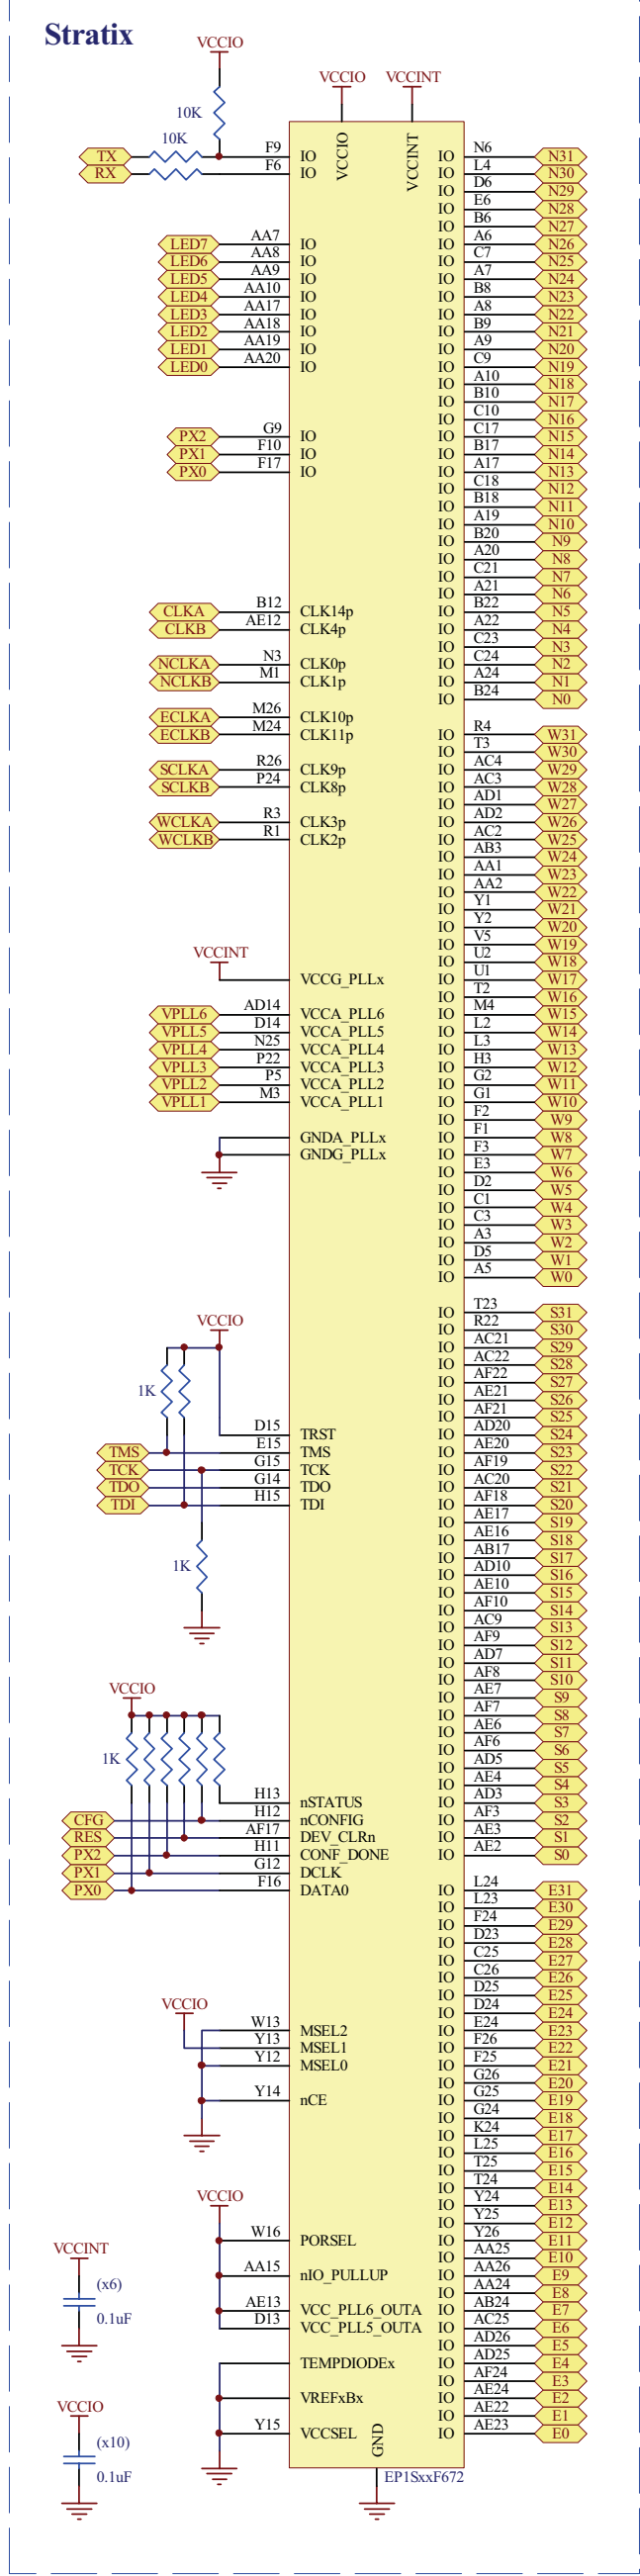 Stratix
VCCIO
VCCIO VCCINT
10K
10K
VCCIO VCCINT
TX F9 IO
RX F6 IO
LED7 AA7 IO
LED6 AA8 IO
LED5 AA9 IO
LED4 AA10 IO
LED3 AA17 IO
LED2 AA18 IO
LED1 AA19 IO
LED0 AA20 IO
PX2 G9 IO
PX1 F10 IO
PX0 F17 IO
CLKA B12 CLK14p
CLKB AE12 CLK4p
NCLKA N3 CLK0p
NCLKB M1 CLK1p
ECLKA M26 CLK10p
ECLKB M24 CLK11p
SCLKA R26 CLK9p
SCLKB P24 CLK8p
WCLKA R3 CLK3p
WCLKB R1 CLK2p
VCCINT
VCCG_PLLx
VPLL6 AD14 VCCA_PLL6
VPLL5 D14 VCCA_PLL5
VPLL4 N25 VCCA_PLL4
VPLL3 P22 VCCA_PLL3
VPLL2 P5 VCCA_PLL2
VPLL1 M3 VCCA_PLL1
GNDA_PLLx
GNDG_PLLx
VCCIO
1K
D15 TRST
TMS E15 TMS
TCK G15 TCK
TDO G14 TDO
TDI H15 TDI
1K
VCCIO
1K
H13 nSTATUS
CFG H12 nCONFIG
RES AF17 DEV_CLRn
PX2 H11 CONF_DONE
PX1 G12 DCLK
PX0 F16 DATA0
VCCIO
W13 MSEL2
Y13 MSEL1
Y12 MSEL0
Y14 nCE
VCCIO
W16 PORSEL
AA15 nIO_PULLUP
AE13 VCC_PLL6_OUTA
D13 VCC_PLL5_OUTA
TEMPDIODEx
VREFxBx
Y15 VCCSEL
GND
EP1SxxF672
VCCINT
(x6)
0.1uF
VCCIO
(x10)
0.1uF
IO N6 N31
IO L4 N30
IO D6 N29
IO E6 N28
IO B6 N27
IO A6 N26
IO C7 N25
IO A7 N24
IO B8 N23
IO A8 N22
IO B9 N21
IO A9 N20
IO C9 N19
IO A10 N18
IO B10 N17
IO C10 N16
IO C17 N15
IO B17 N14
IO A17 N13
IO C18 N12
IO B18 N11
IO A19 N10
IO B20 N9
IO A20 N8
IO C21 N7
IO A21 N6
IO B22 N5
IO A22 N4
IO C23 N3
IO C24 N2
IO A24 N1
IO B24 N0
IO R4 W31
IO T3 W30
IO AC4 W29
IO AC3 W28
IO AD1 W27
IO AD2 W26
IO AC2 W25
IO AB3 W24
IO AA1 W23
IO AA2 W22
IO Y1 W21
IO Y2 W20
IO V5 W19
IO U2 W18
IO U1 W17
IO T2 W16
IO M4 W15
IO L2 W14
IO L3 W13
IO H3 W12
IO G2 W11
IO G1 W10
IO F2 W9
IO F1 W8
IO F3 W7
IO E3 W6
IO D2 W5
IO C1 W4
IO C3 W3
IO A3 W2
IO D5 W1
IO A5 W0
IO T23 S31
IO R22 S30
IO AC21 S29
IO AC22 S28
IO AF22 S27
IO AE21 S26
IO AF21 S25
IO AD20 S24
IO AE20 S23
IO AF19 S22
IO AC20 S21
IO AF18 S20
IO AE17 S19
IO AE16 S18
IO AB17 S17
IO AD10 S16
IO AE10 S15
IO AF10 S14
IO AC9 S13
IO AF9 S12
IO AD7 S11
IO AF8 S10
IO AE7 S9
IO AF7 S8
IO AE6 S7
IO AF6 S6
IO AD5 S5
IO AE4 S4
IO AD3 S3
IO AF3 S2
IO AE3 S1
IO AE2 S0
IO L24 E31
IO L23 E30
IO F24 E29
IO D23 E28
IO C25 E27
IO C26 E26
IO D25 E25
IO D24 E24
IO E24 E23
IO F26 E22
IO F25 E21
IO G26 E20
IO G25 E19
IO G24 E18
IO K24 E17
IO L25 E16
IO T25 E15
IO T24 E14
IO Y24 E13
IO Y25 E12
IO Y26 E11
IO AA25 E10
IO AA26 E9
IO AA24 E8
IO AB24 E7
IO AC25 E6
IO AD26 E5
IO AD25 E4
IO AF24 E3
IO AE24 E2
IO AE22 E1
IO AE23 E0